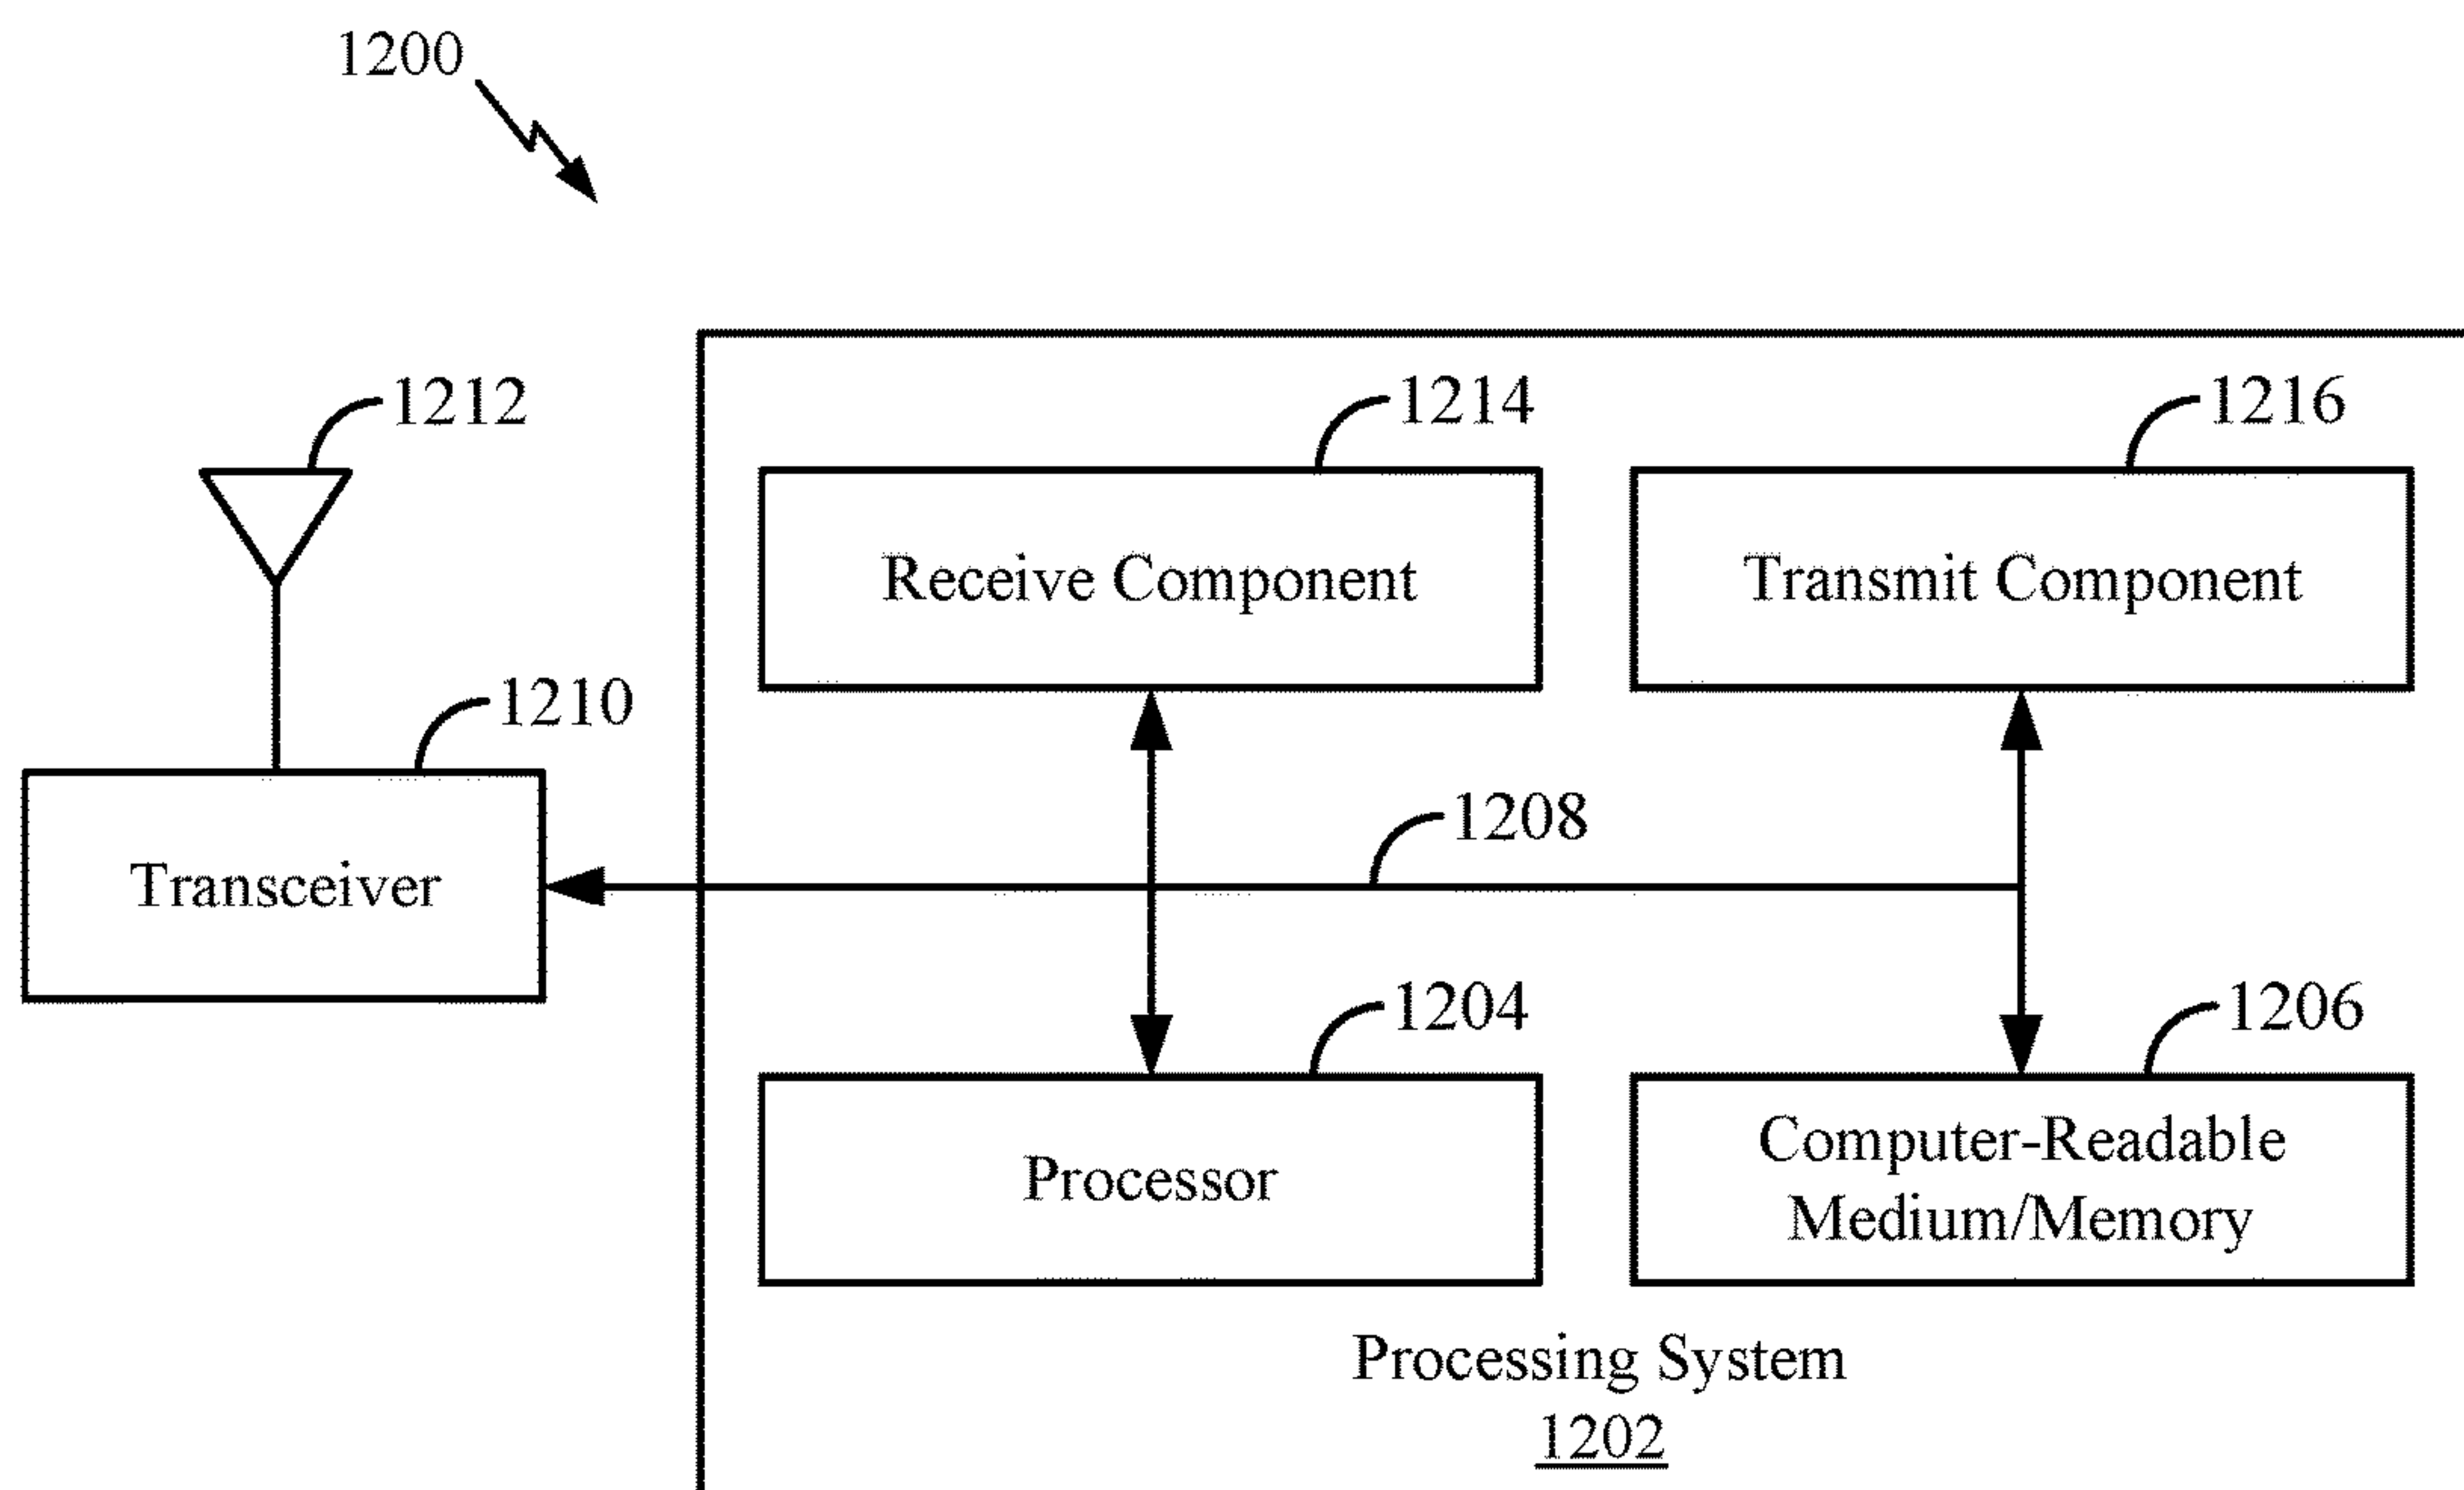 1200
1212
1214
1216
Receive Component
Transmit Component
1210
1208
Transceiver
1204
1206
Processor
Computer-Readable
Medium/Memory
Processing System
1202